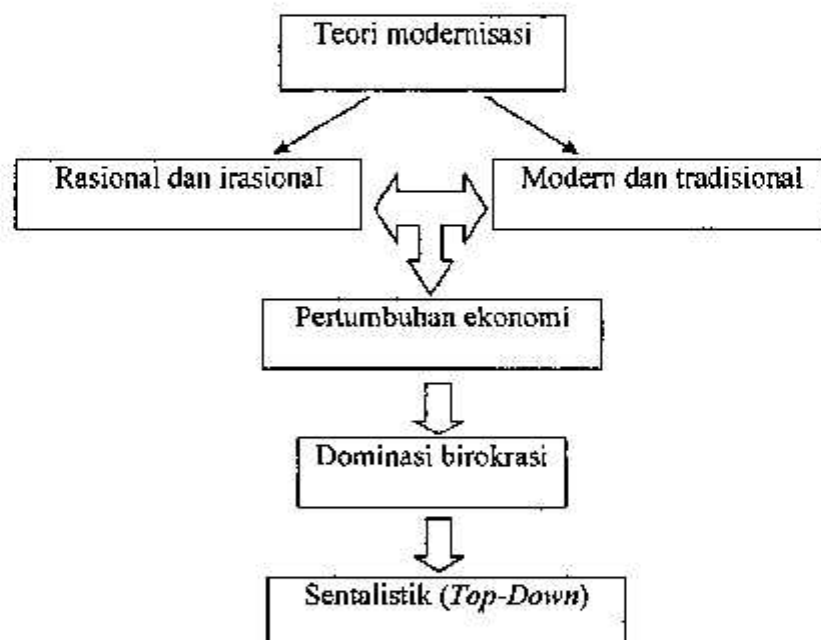 Teori modernisasi
Rasional dan irasional
Modern dan tradisional
Pertumbuhan ekonomi
Dominasi birokrasi
Sentalistik (Top-Down)